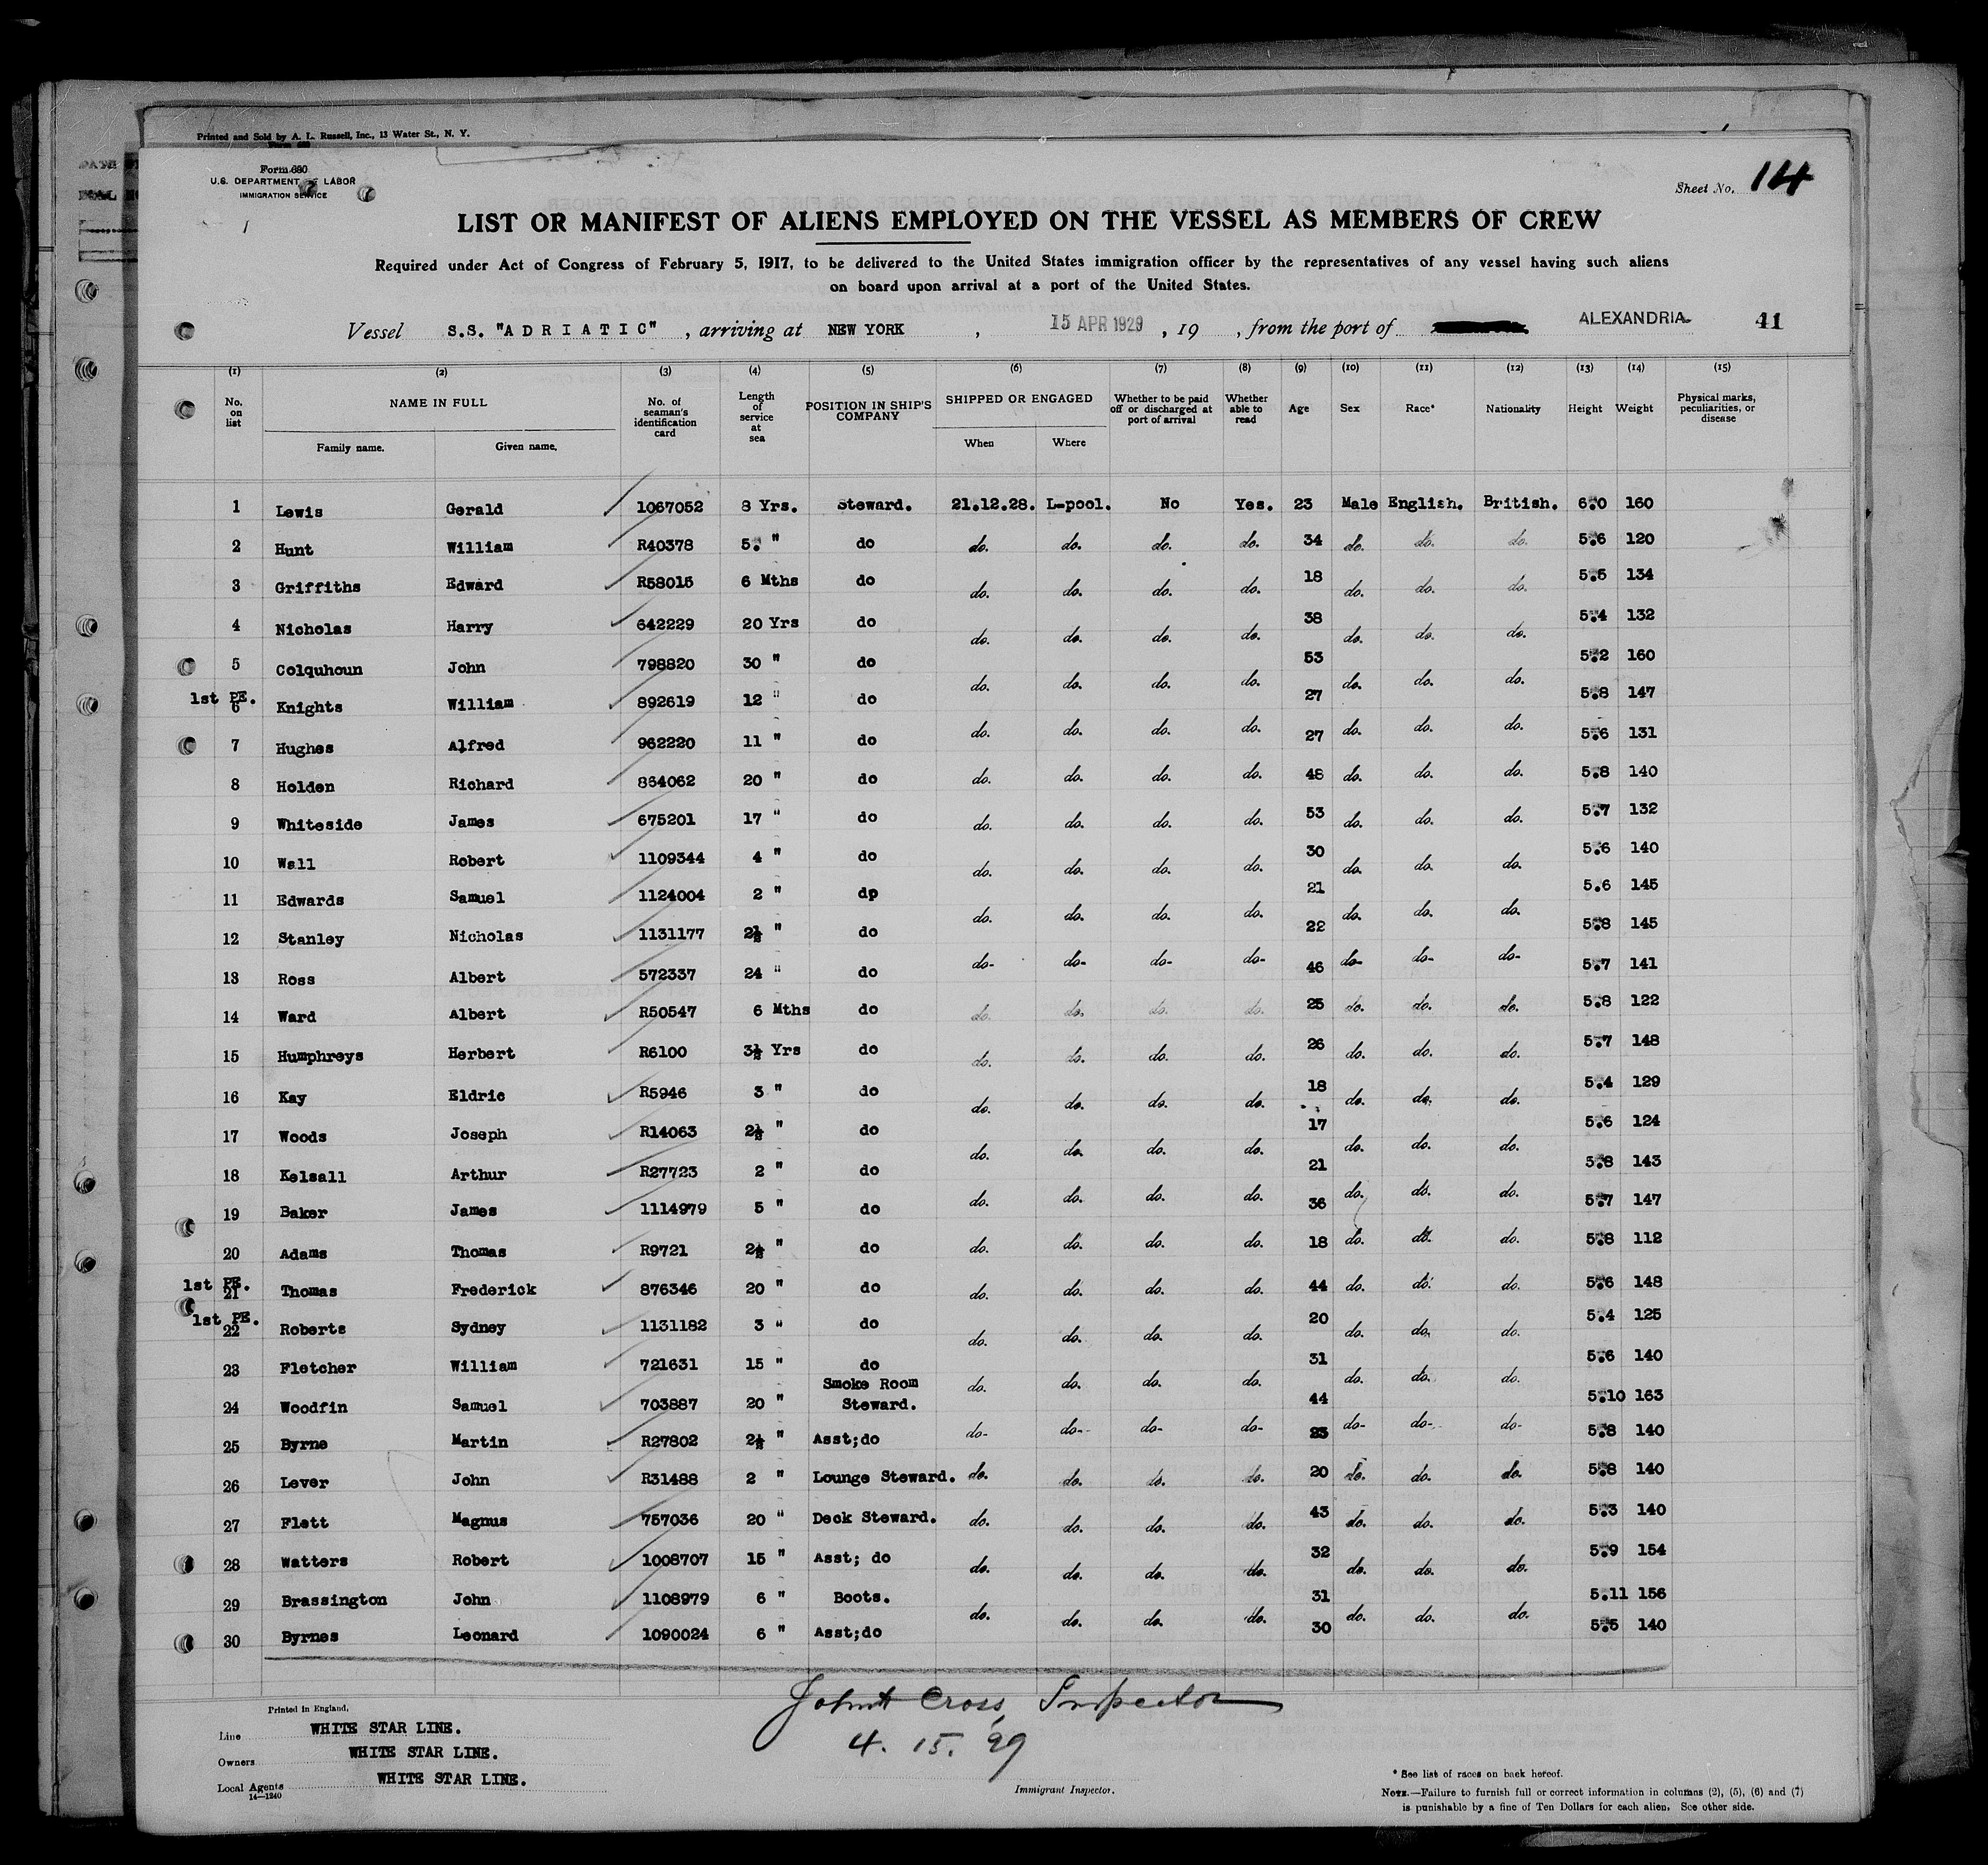 Printed and Sold by A. L. Russell, Inc., 13 Water St., N. Y.
Form 680
U.S. DEPARTMENT OF LABOR
IMMIGRATION SERVICE
Sheet No. 14
LIST OR MANIFEST OF ALIENS EMPLOYED ON THE VESSEL AS MEMBERS OF CREW
Required under Act of Congress of February 5, 1917, to be delivered to the United States immigration officer by the representatives of any vessel having such aliens
on board upon arrival at a port of the United States.
Vessel S.S. "ADRIATIC", arriving at NEW YORK, 15 APR 1929, 19 , from the port of ALEXANDRIA 41
(1) (2) (3) (4) (5) (6) (7) (8) (9) (10) (11) (12) (13) (14) (15)
No. on list NAME IN FULL Family name. Given name. No. of seaman's identification card Length of service at sea POSITION IN SHIP'S COMPANY SHIPPED OR ENGAGED When Where Whether to be paid off or discharged at port of arrival Whether able to read Age Sex Race* Nationality Height Weight Physical marks, peculiarities, or disease
1 Lewis Gerald 1067052 8 Yrs. Steward. 21.12.28. L-pool. No Yes. 23 Male English. British. 6.0 160
2 Hunt William R40378 5. " do do. do. do. do. 34 do. do. do. 5.6 120
3 Griffiths Edward R58015 6 Mths do do. do. do. do. 18 do. do. do. 5.5 134
4 Nicholas Harry 642229 20 Yrs do do. do. do. do. 38 do. do. do. 5.4 132
5 Colquhoun John 798820 30 " do do. do. do. do. 53 do. do. do. 5.2 160
1st PE.
6 Knights William 892619 12 " do do. do. do. do. 27 do. do. do. 5.8 147
7 Hughes Alfred 962220 11 " do do. do. do. do. 27 do. do. do. 5.6 131
8 Holden Richard 864062 20 " do do. do. do. do. 48 do. do. do. 5.8 140
9 Whiteside James 675201 17 " do do. do. do. do. 53 do. do. do. 5.7 132
10 Wall Robert 1109344 4 " do do. do. do. do. 30 do. do. do. 5.6 140
11 Edwards Samuel 1124004 2 " dp do. do. do. do. 21 do. do. do. 5.6 145
12 Stanley Nicholas 1131177 2½ " do do- do- do- do- 22 do- do- do- 5.8 145
13 Ross Albert 572337 24 " do do. do. do. do. 46 do. do. do. 5.7 141
14 Ward Albert R50547 6 Mths do do. do. do. do. 25 do. do. do. 5.8 122
15 Humphreys Herbert R6100 3½ Yrs do do. do. do. do. 26 do. do. do. 5.7 148
16 Kay Eldric R5946 3 " do do. do. do. do. 18 do. do. do. 5.4 129
17 Woods Joseph R14063 2½ " do do. do. do. do. 17 do. do. do. 5.6 124
18 Kelsall Arthur R27723 2 " do do. do. do. do. 21 do. do. do. 5.8 143
19 Baker James 1114979 5 " do do. do. do. do. 36 do. do. do. 5.7 147
20 Adams Thomas R9721 2½ " do do. do. do. do. 18 do. do. do. 5.8 112
1st PE.
21 Thomas Frederick 876346 20 " do do. do. do. do. 44 do. do. do. 5.6 148
1st PE.
22 Roberts Sydney 1131182 3 " do do. do. do. do. 20 do. do. do. 5.4 125
23 Fletcher William 721631 15 " do do. do. do. do. 31 do. do. do. 5.6 140
24 Woodfin Samuel 703887 20 " Smoke Room Steward. do- do- do- do- 44 do- do- do- 5.10 163
25 Byrne Martin R27802 2½ " Asst;do do. do. do. do. 23 do. do. do. 5.8 140
26 Lever John R31488 2 " Lounge Steward. do. do. do. do. 20 do. do. do. 5.8 140
27 Flett Magnus 757036 20 " Deck Steward. do. do. do. do. 43 do. do. do. 5.3 140
28 Watters Robert 1008707 15 " Asst; do do. do. do. do. 32 do. do. do. 5.9 154
29 Brassington John 1108979 6 " Boots. do. do. do. do. 31 do. do. do. 5.11 156
30 Byrnes Leonard 1090024 6 " Asst;do 30 5.5 140
John Cross, Inspector
4. 15. 29
Immigrant Inspector.
Printed in England.
Line WHITE STAR LINE.
Owners WHITE STAR LINE.
Local Agents WHITE STAR LINE.
14—1240
* See list of races on back hereof.
NOTE.—Failure to furnish full or correct information in columns (2), (5), (6) and (7)
is punishable by a fine of Ten Dollars for each alien. See other side.